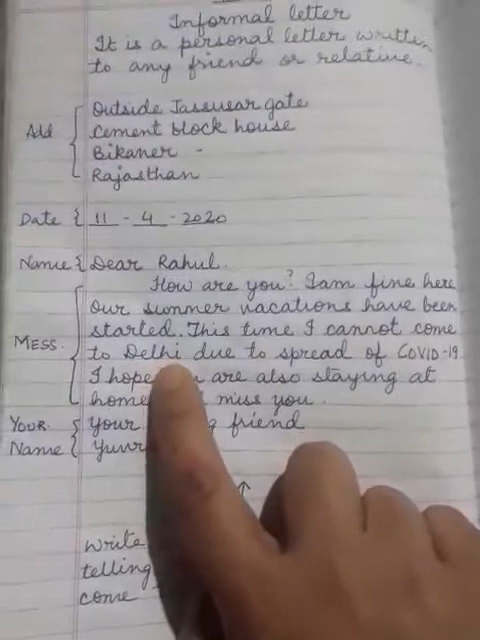 Informal letter
It is a personal letter written
to any friend or relative.
Add
Outside Jassusar gate
Cement block house
Bikaner -
Rajasthan
Date 11 - 4 - 2020
Name Dear Rahul.
How are you? I am fine here
Our summer vacations have been
started. This time I cannot come
MESS. to Delhi due to spread of COVID-19
I hope are also staying at
home miss you.
YOUR Your friend
Name
write
telling
come